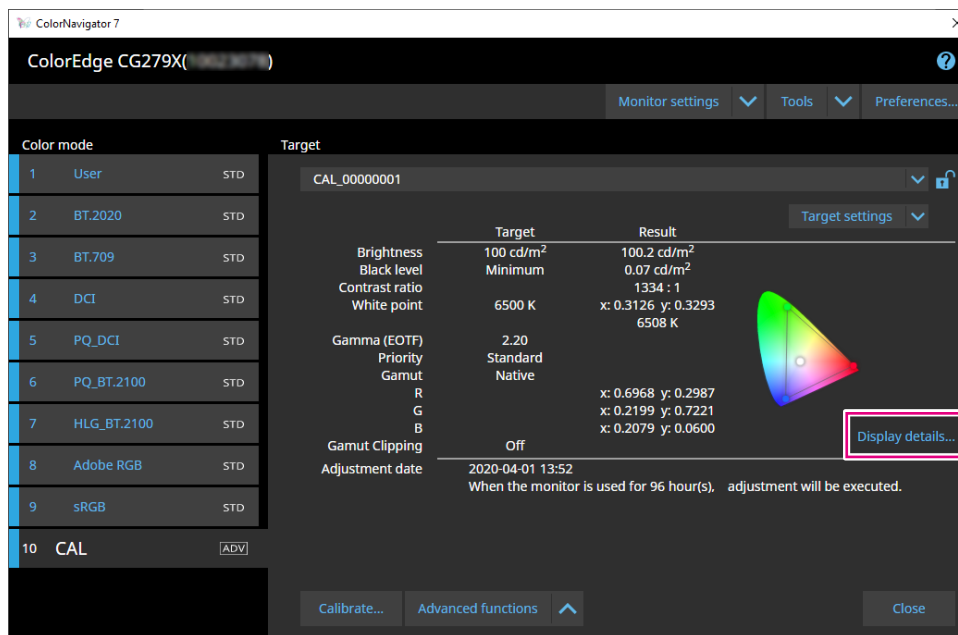 ColorNavigator 7
ColorEdge CG279X( )
Monitor settings Tools Preferences...
Color mode
Target
1 User STD
2 BT.2020 STD
3 BT.709 STD
4 DCI STD
5 PQ_DCI STD
6 PQ_BT.2100 STD
7 HLG_BT.2100 STD
8 Adobe RGB STD
9 sRGB STD
10 CAL ADV
CAL_00000001
Target settings
Target Result
Brightness 100 cd/m2 100.2 cd/m2
Black level Minimum 0.07 cd/m2
Contrast ratio 1334 : 1
White point 6500 K x: 0.3126 y: 0.3293
6508 K
Gamma (EOTF) 2.20
Priority Standard
Gamut Native
R x: 0.6968 y: 0.2987
G x: 0.2199 y: 0.7221
B x: 0.2079 y: 0.0600
Gamut Clipping Off
Display details...
Adjustment date 2020-04-01 13:52
When the monitor is used for 96 hour(s), adjustment will be executed.
Calibrate... Advanced functions Close